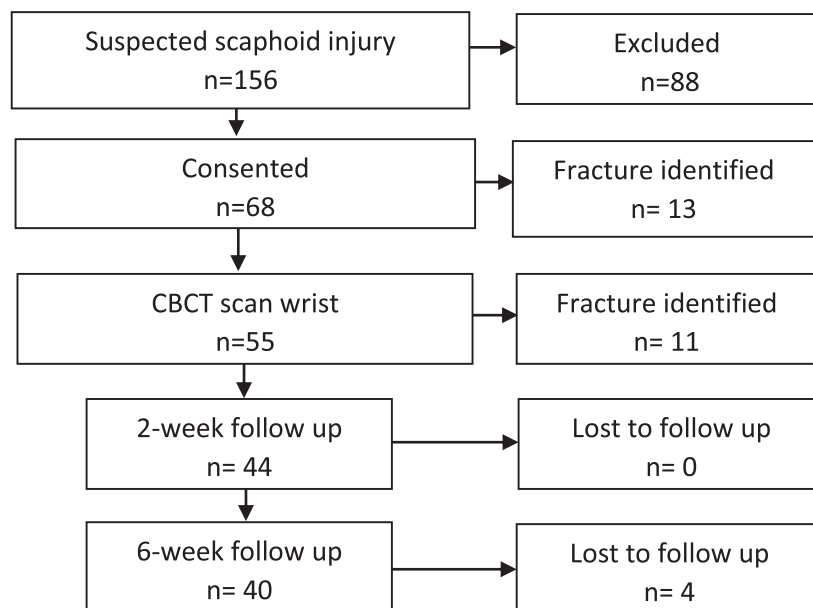 Suspected scaphoid injury
n=156
Excluded
n=88
Consented
n=68
Fracture identified
n= 13
CBCT scan wrist
n=55
Fracture identified
n= 11
2-week follow up
n= 44
Lost to follow up
n= 0
6-week follow up
n= 40
Lost to follow up
n= 4